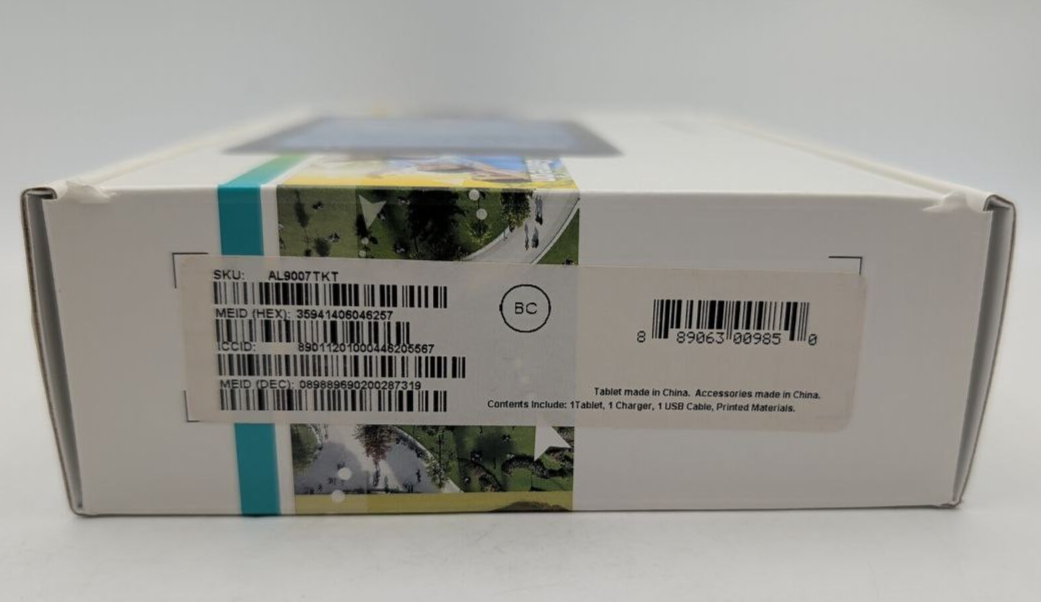 SKU: AL9007TKT
MEID (HEX): 35941406046257
ICCID: 89011201000446205567
MEID (DEC): 089889690200287319
BC
8 89063 00985 0
Tablet made in China. Accessories made in China.
Contents Include: 1Tablet, 1 Charger, 1 USB Cable, Printed Materials.